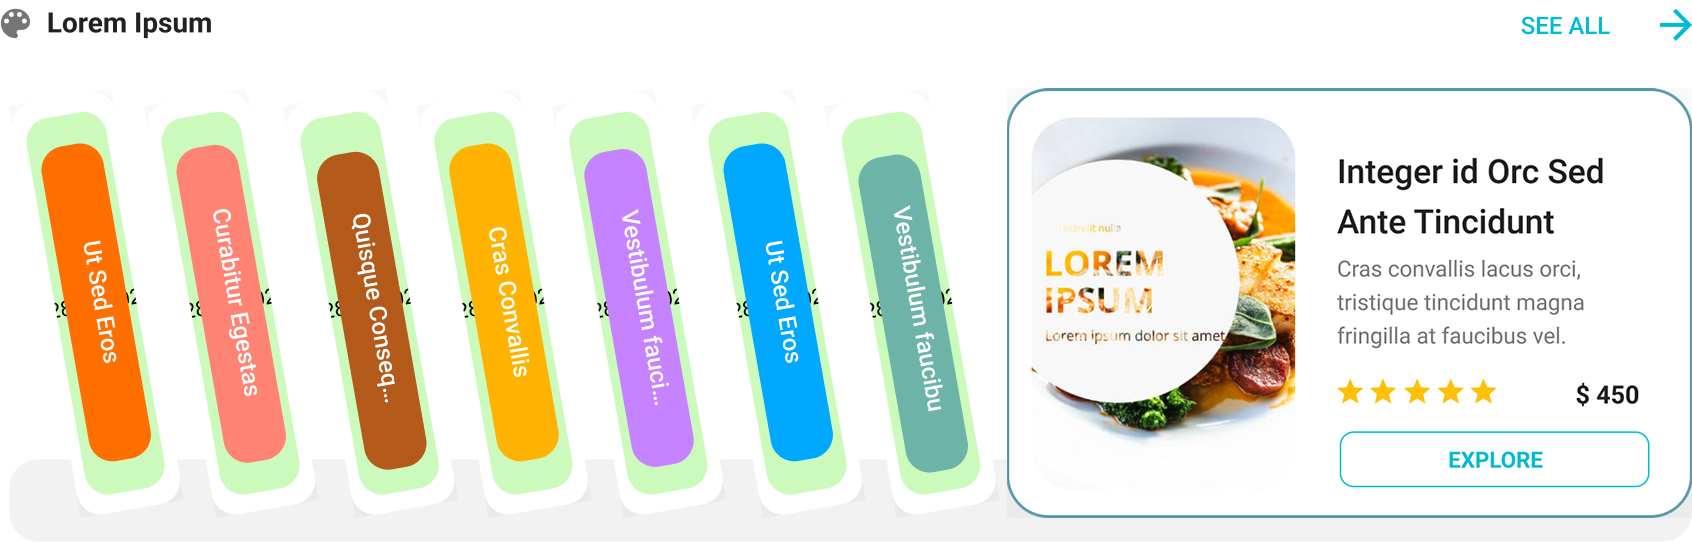 Lorem Ipsum
SEE ALL
Ut Sed Eros
Curabitur Egestas
Quisque Conseq...
Cras Convallis
Vestibulum fauci...
Ut Sed Eros
Vestibulum faucibu
LOREM
IPSUM
Lorem ipsum dolor sit amet
Integer id Orc Sed
Ante Tincidunt
Cras convallis lacus orci,
tristique tincidunt magna
fringilla at faucibus vel.
$ 450
EXPLORE